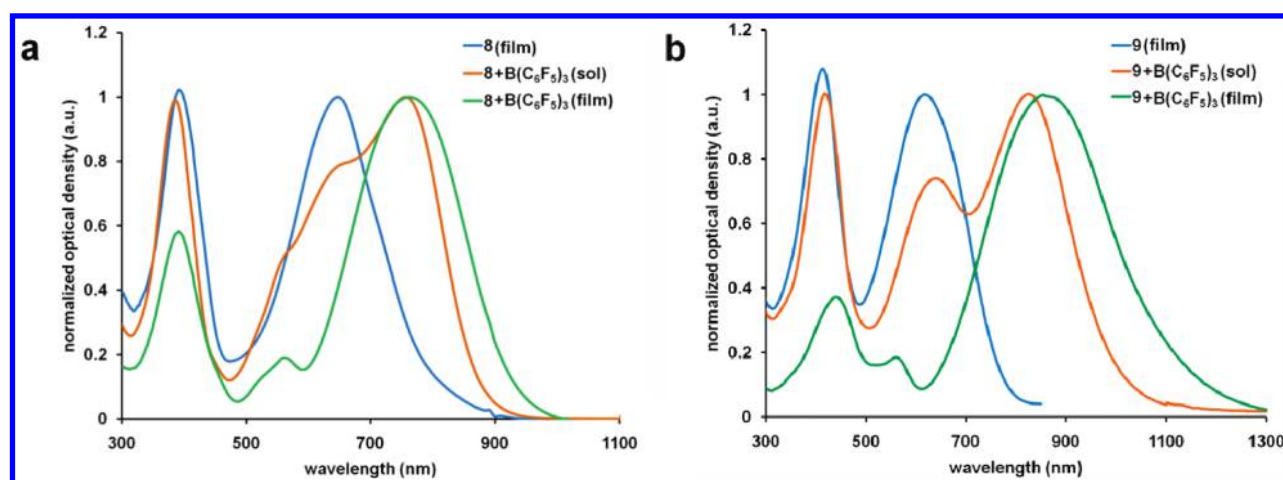 a
8 (film)
8+B(C₆F₅)₃ (sol)
8+B(C₆F₅)₃ (film)
normalized optical density (a.u.)
1.2
1
0.8
0.6
0.4
0.2
0
300 500 700 900 1100
wavelength (nm)
b
9 (film)
9+B(C₆F₅)₃ (sol)
9+B(C₆F₅)₃ (film)
normalized optical density (a.u.)
1.2
1
0.8
0.6
0.4
0.2
0
300 500 700 900 1100 1300
wavelength (nm)